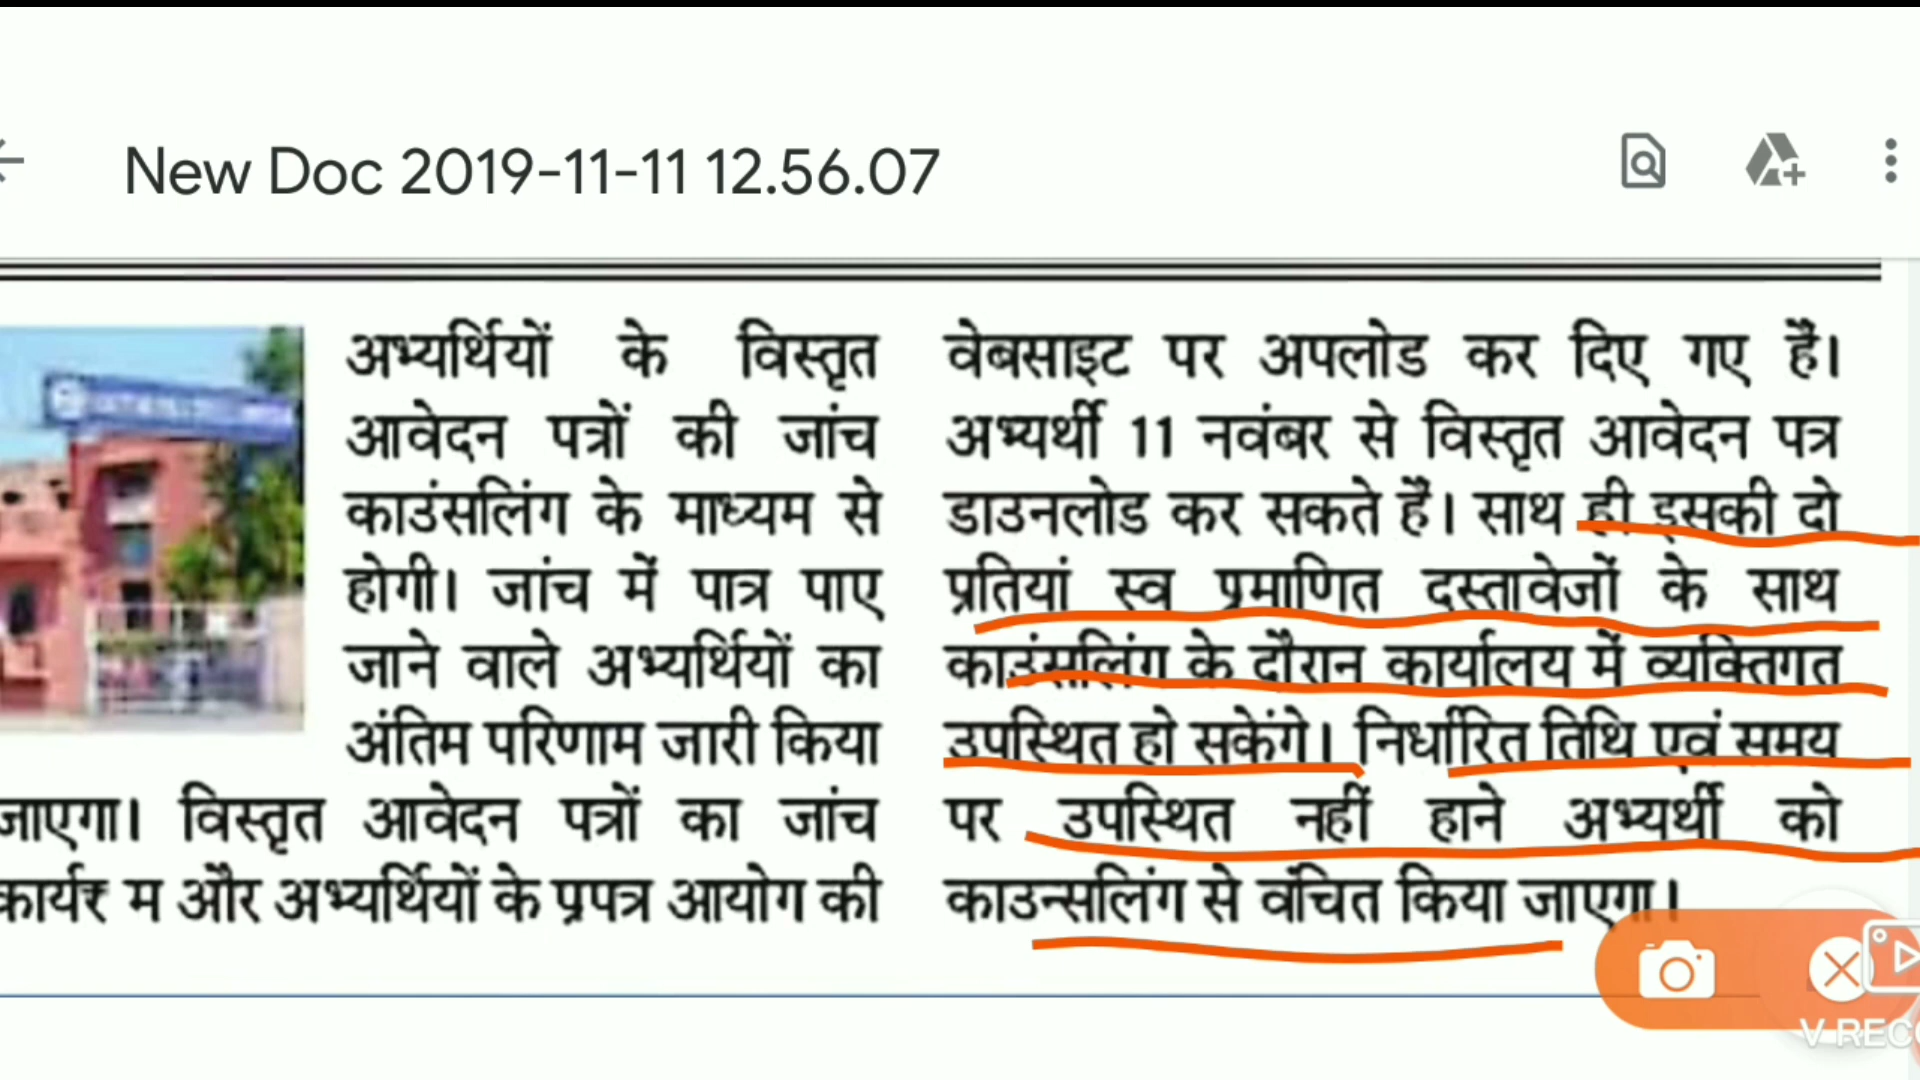 New Doc 2019-11-11 12.56.07
अभ्यर्थियों के विस्तृत
आवेदन पत्रों की जांच
काउंसलिंग के माध्यम से
होगी। जांच में पात्र पाए
जाने वाले अभ्यर्थियों का
अंतिम परिणाम जारी किया
जाएगा। विस्तृत आवेदन पत्रों का जांच
कार्यर₹ म और अभ्यर्थियों के प्रपत्र आयोग की
वेबसाइट पर अपलोड कर दिए गए हैं।
अभ्यर्थी 11 नवंबर से विस्तृत आवेदन पत्र
डाउनलोड कर सकते हैं। साथ ही इसकी दो
प्रतियां स्व प्रमाणित दस्तावेजों के साथ
काउंसलिंग के दौरान कार्यालय में व्यक्तिगत
उपस्थित हो सकेंगे। निर्धारित तिथि एवं समय
पर उपस्थित नहीं हाने अभ्यर्थी को
काउन्सलिंग से वंचित किया जाएगा।
V REC